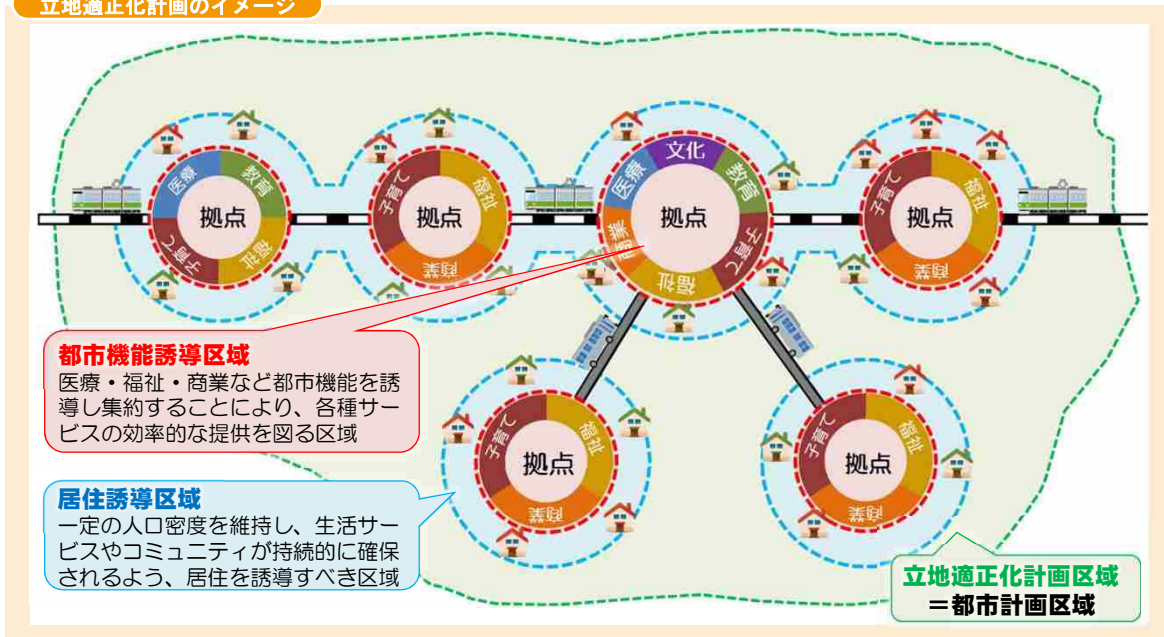 立地適正化計画のイメージ
医療
教育
福祉
子育て
拠点
子育て
福祉
商業
拠点
文化
医療
教育
商業
子育て
福祉
拠点
子育て
福祉
商業
拠点
都市機能誘導区域
医療・福祉・商業など都市機能を誘
導し集約することにより、各種サー
ビスの効率的な提供を図る区域
子育て
福祉
商業
拠点
子育て
福祉
商業
拠点
居住誘導区域
一定の人口密度を維持し、生活サー
ビスやコミュニティが持続的に確保
されるよう、居住を誘導すべき区域
立地適正化計画区域
＝都市計画区域